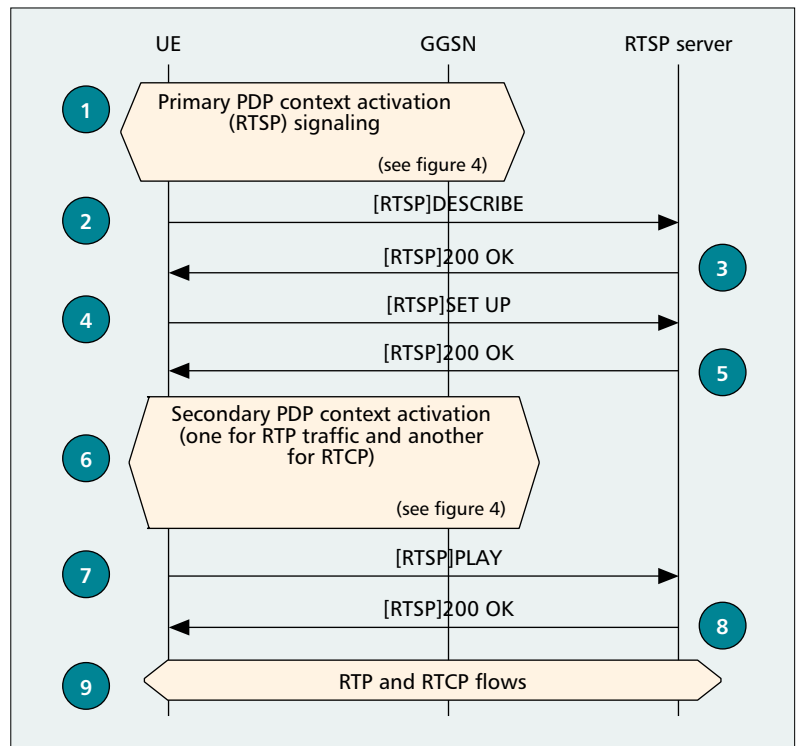 UE GGSN RTSP server
1
Primary PDP context activation
(RTSP) signaling
(see figure 4)
2
[RTSP]DESCRIBE
[RTSP]200 OK
3
4
[RTSP]SET UP
[RTSP]200 OK
5
Secondary PDP context activation
(one for RTP traffic and another
for RTCP)
6
(see figure 4)
7
[RTSP]PLAY
[RTSP]200 OK
8
9
RTP and RTCP flows